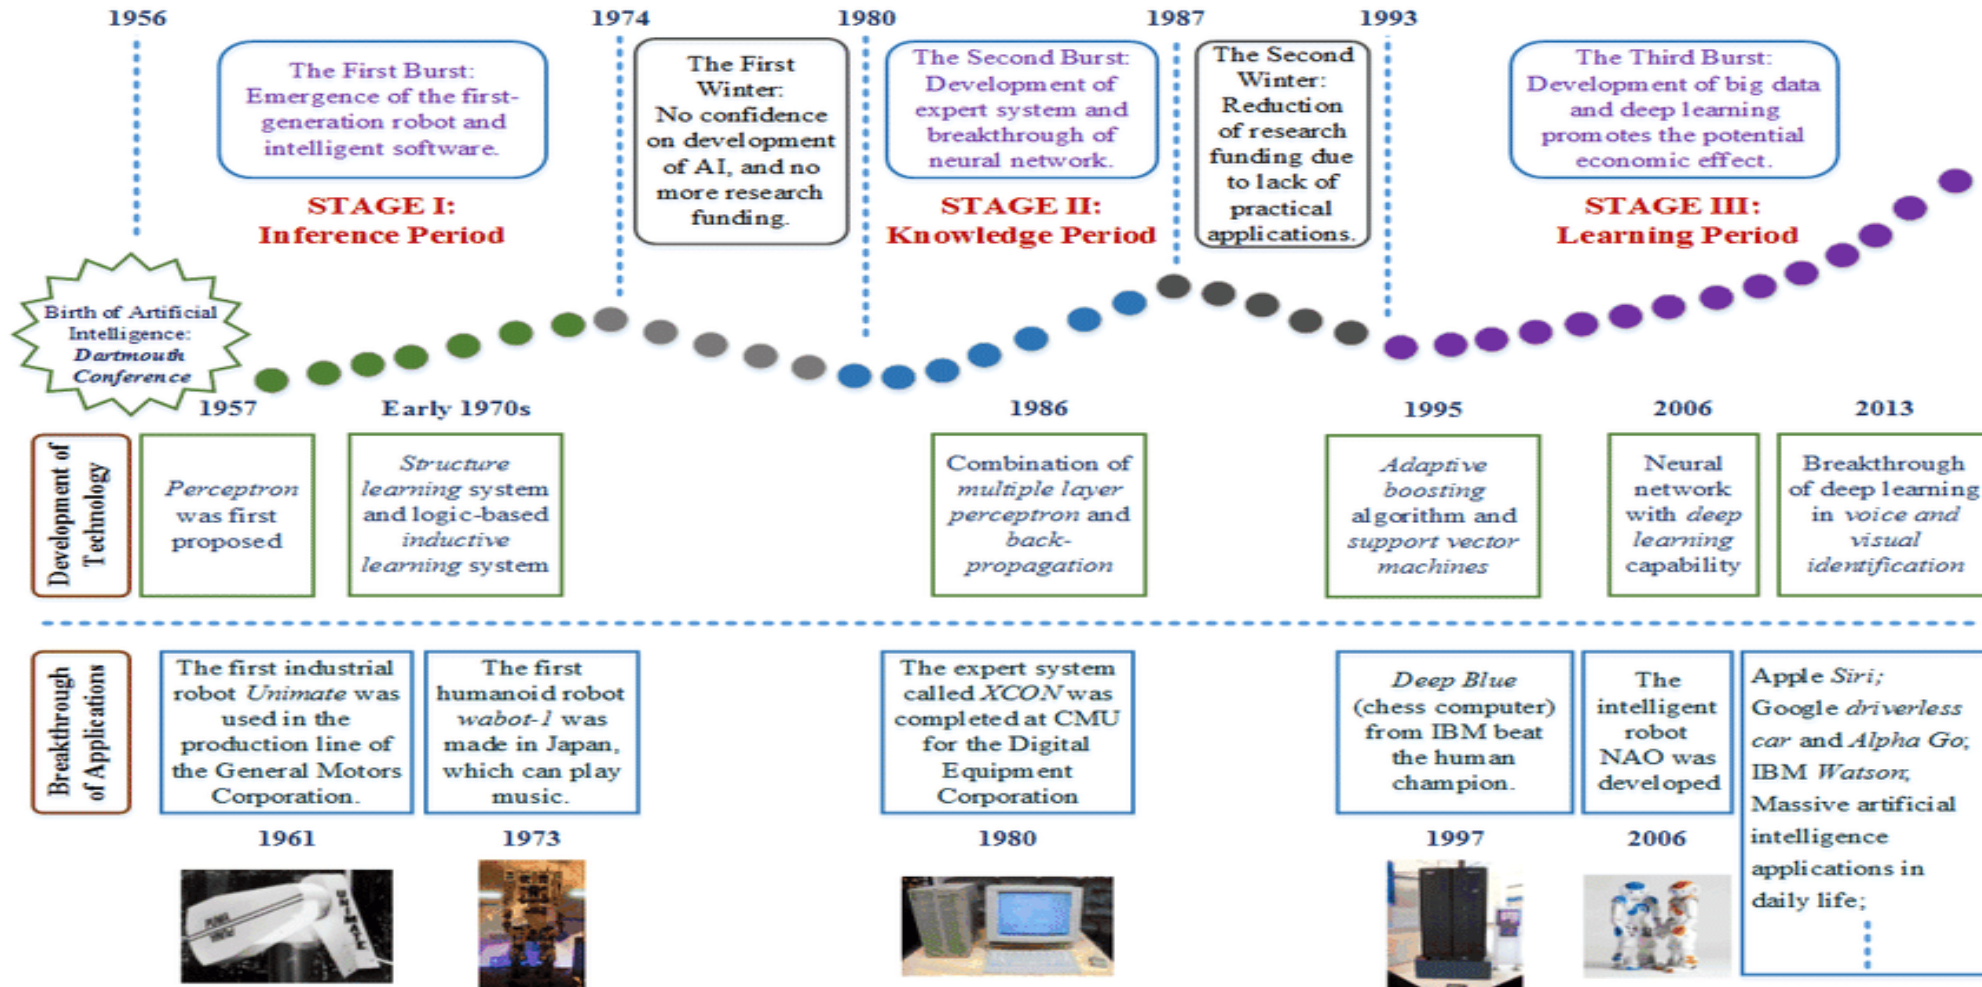 1956
1974
1980
1987
1993
The First Burst:
Emergence of the first-
generation robot and
intelligent software.
The First
Winter:
No confidence
on development
of AI, and no
more research
funding.
The Second Burst:
Development of
expert system and
breakthrough of
neural network.
The Second
Winter:
Reduction
of research
funding due
to lack of
practical
applications.
The Third Burst:
Development of big data
and deep learning
promotes the potential
economic effect.
STAGE I:
Inference Period
STAGE II:
Knowledge Period
STAGE III:
Learning Period
Birth of Artificial
Intelligence:
Dartmouth
Conference
1957
Early 1970s
1986
1995
2006
2013
Development of
Technology
Perceptron
was first
proposed
Structure
learning system
and logic-based
inductive
learning system
Combination of
multiple layer
perceptron and
back-
propagation
Adaptive
boosting
algorithm and
support vector
machines
Neural
network
with deep
learning
capability
Breakthrough
of deep learning
in voice and
visual
identification
Breakthrough
of Applications
The first industrial
robot Unimate was
used in the
production line of
the General Motors
Corporation.
The first
humanoid robot
wabot-1 was
made in Japan,
which can play
music.
The expert system
called XCON was
completed at CMU
for the Digital
Equipment
Corporation
Deep Blue
(chess computer)
from IBM beat
the human
champion.
The
intelligent
robot
NAO was
developed
Apple Siri;
Google driverless
car and Alpha Go;
IBM Watson;
Massive artificial
intelligence
applications in
daily life;
1961
1973
1980
1997
2006
UNIMATE